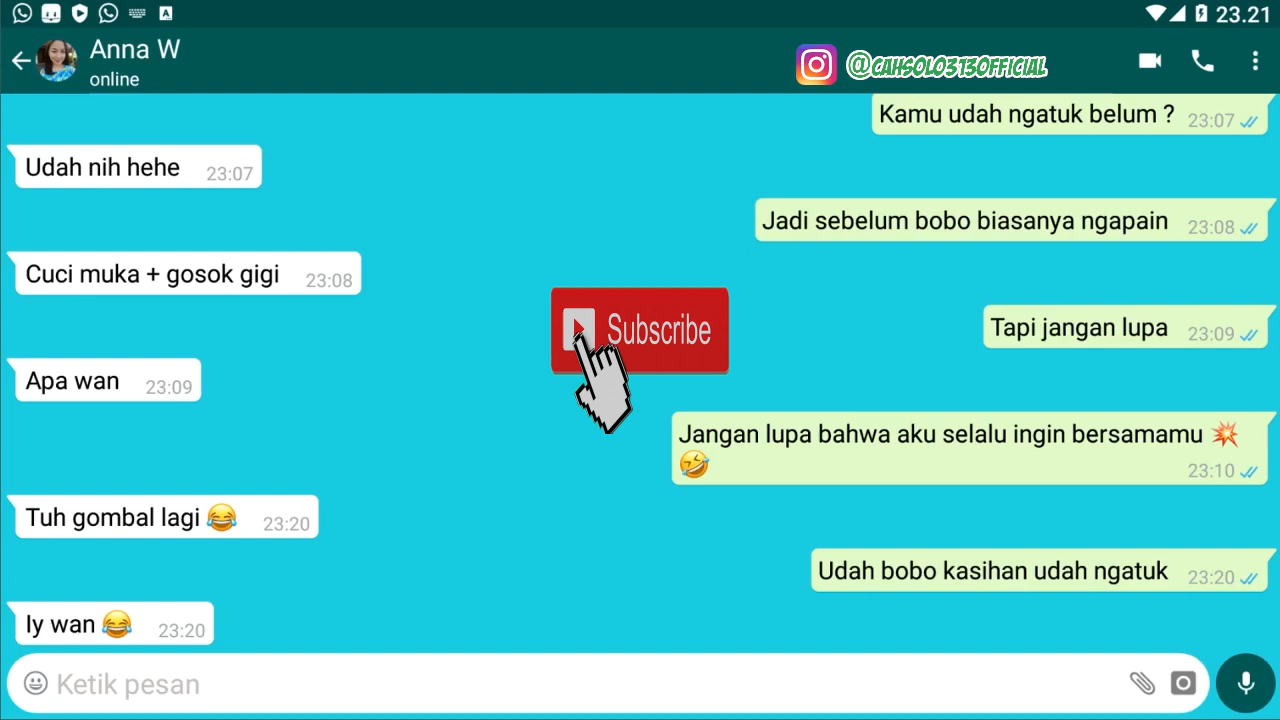 23.21
Anna W
online
@CAHSOLO313OFFICIAL
Kamu udah ngatuk belum ? 23:07
Udah nih hehe 23:07
Jadi sebelum bobo biasanya ngapain 23:08
Cuci muka + gosok gigi 23:08
Subscribe
Tapi jangan lupa 23:09
Apa wan 23:09
Jangan lupa bahwa aku selalu ingin bersamamu 💥
🤣 23:10
Tuh gombal lagi 😂 23:20
Udah bobo kasihan udah ngatuk 23:20
Iy wan 😂 23:20
Ketik pesan